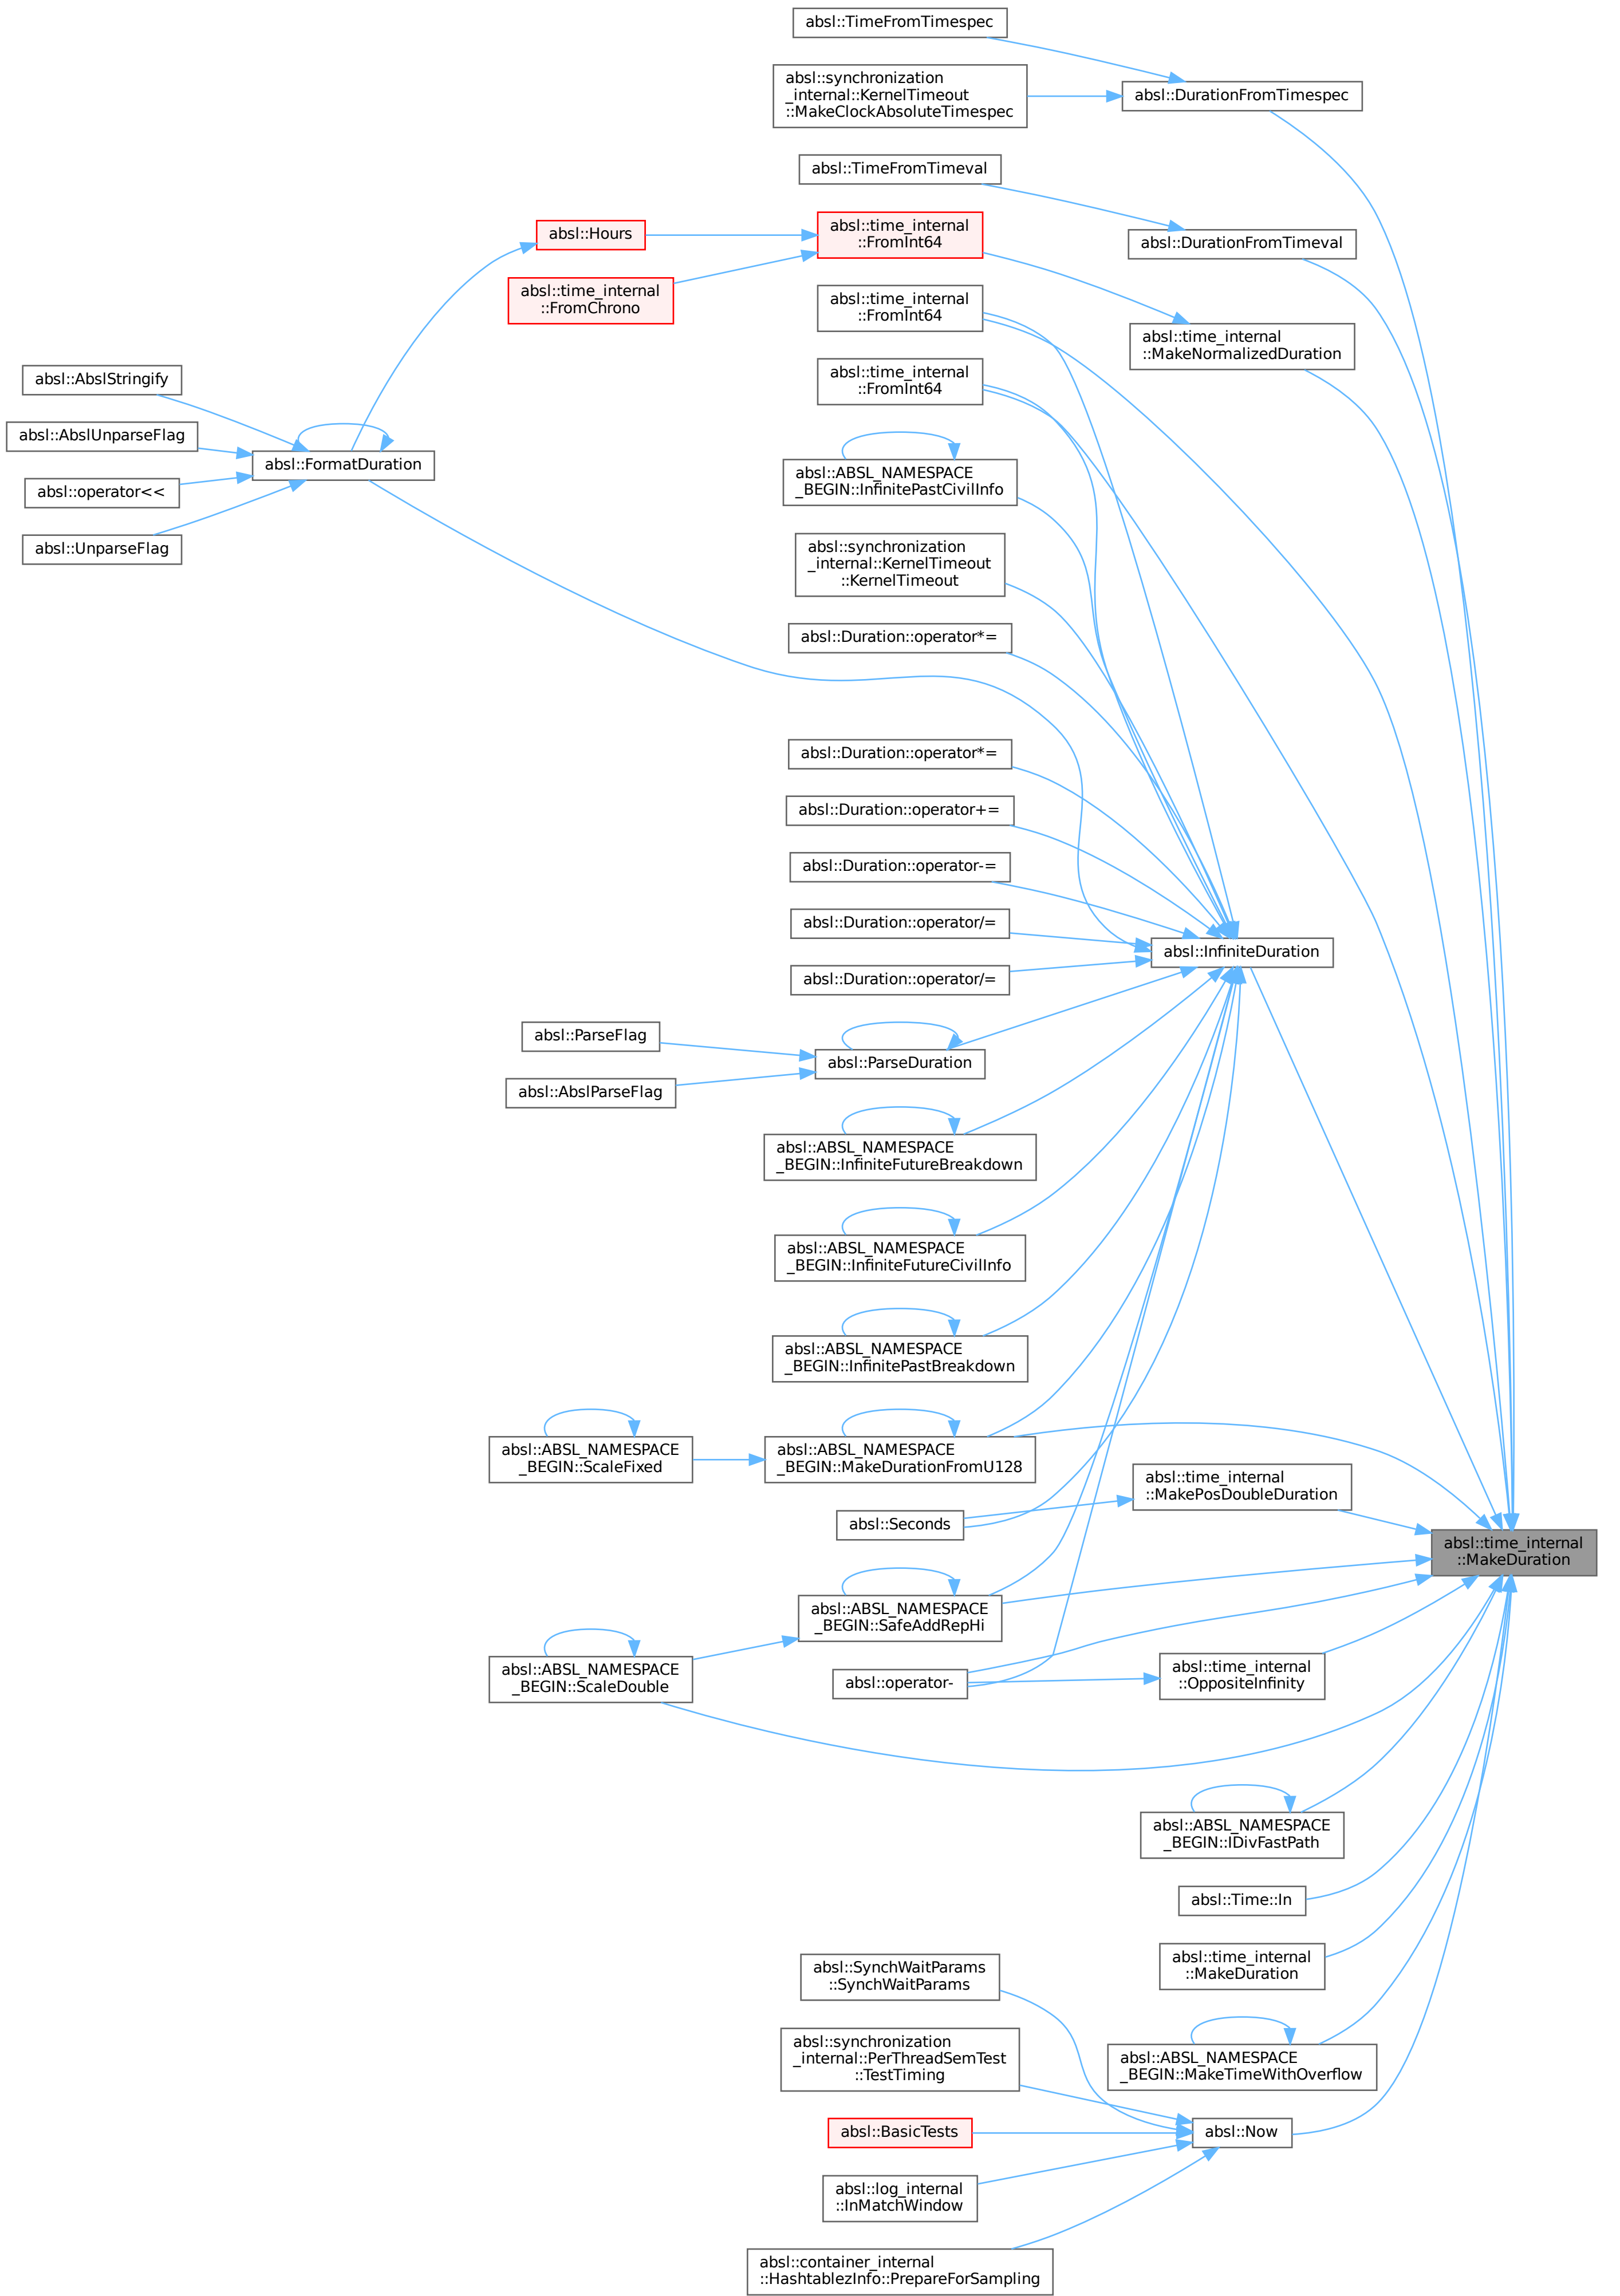 absl::TimeFromTimespec
absl::synchronization
_internal::KernelTimeout
::MakeClockAbsoluteTimespec
absl::DurationFromTimespec
absl::TimeFromTimeval
absl::Hours
absl::time_internal
::FromInt64
absl::DurationFromTimeval
absl::time_internal
::FromChrono
absl::time_internal
::FromInt64
absl::time_internal
::MakeNormalizedDuration
absl::AbslStringify
absl::time_internal
::FromInt64
absl::AbslUnparseFlag
absl::FormatDuration
absl::operator<<
absl::UnparseFlag
absl::ABSL_NAMESPACE
_BEGIN::InfinitePastCivilInfo
absl::synchronization
_internal::KernelTimeout
::KernelTimeout
absl::Duration::operator*=
absl::Duration::operator*=
absl::Duration::operator+=
absl::Duration::operator-=
absl::Duration::operator/=
absl::InfiniteDuration
absl::Duration::operator/=
absl::ParseFlag
absl::ParseDuration
absl::AbslParseFlag
absl::ABSL_NAMESPACE
_BEGIN::InfiniteFutureBreakdown
absl::ABSL_NAMESPACE
_BEGIN::InfiniteFutureCivilInfo
absl::ABSL_NAMESPACE
_BEGIN::InfinitePastBreakdown
absl::ABSL_NAMESPACE
_BEGIN::ScaleFixed
absl::ABSL_NAMESPACE
_BEGIN::MakeDurationFromU128
absl::time_internal
::MakePosDoubleDuration
absl::Seconds
absl::time_internal
::MakeDuration
absl::ABSL_NAMESPACE
_BEGIN::SafeAddRepHi
absl::ABSL_NAMESPACE
_BEGIN::ScaleDouble
absl::operator-
absl::time_internal
::OppositeInfinity
absl::ABSL_NAMESPACE
_BEGIN::IDivFastPath
absl::Time::In
absl::time_internal
::MakeDuration
absl::SynchWaitParams
::SynchWaitParams
absl::synchronization
_internal::PerThreadSemTest
::TestTiming
absl::ABSL_NAMESPACE
_BEGIN::MakeTimeWithOverflow
absl::BasicTests
absl::Now
absl::log_internal
::InMatchWindow
absl::container_internal
::HashtablezInfo::PrepareForSampling